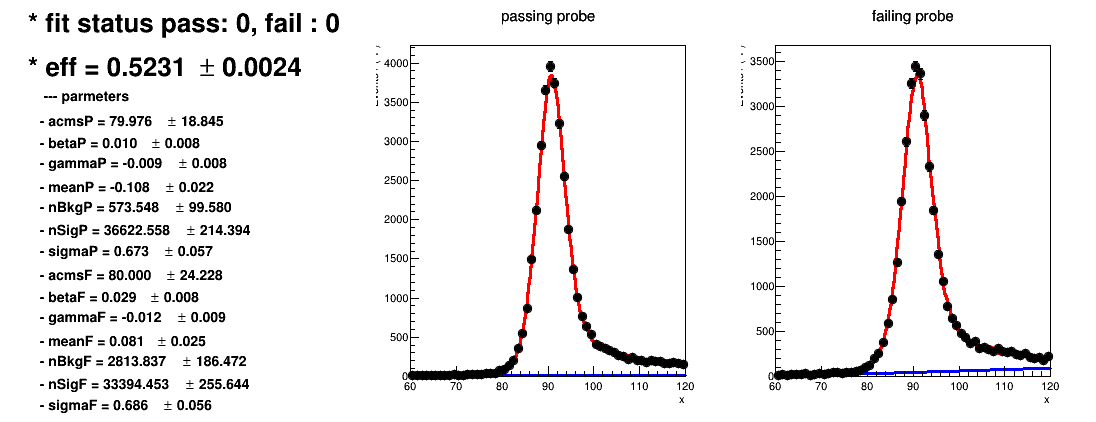 * fit status pass: 0, fail : 0
* eff = 0.5231 ± 0.0024
--- parmeters
- acmsP = 79.976 ± 18.845
- betaP = 0.010 ± 0.008
- gammaP = -0.009 ± 0.008
- meanP = -0.108 ± 0.022
- nBkgP = 573.548 ± 99.580
- nSigP = 36622.558 ± 214.394
- sigmaP = 0.673 ± 0.057
- acmsF = 80.000 ± 24.228
- betaF = 0.029 ± 0.008
- gammaF = -0.012 ± 0.009
- meanF = 0.081 ± 0.025
- nBkgF = 2813.837 ± 186.472
- nSigF = 33394.453 ± 255.644
- sigmaF = 0.686 ± 0.056
passing probe
4000
3500
3000
2500
2000
1500
1000
500
0
60 70 80 90 100 110 120
x
failing probe
3500
3000
2500
2000
1500
1000
500
0
60 70 80 90 100 110 120
x